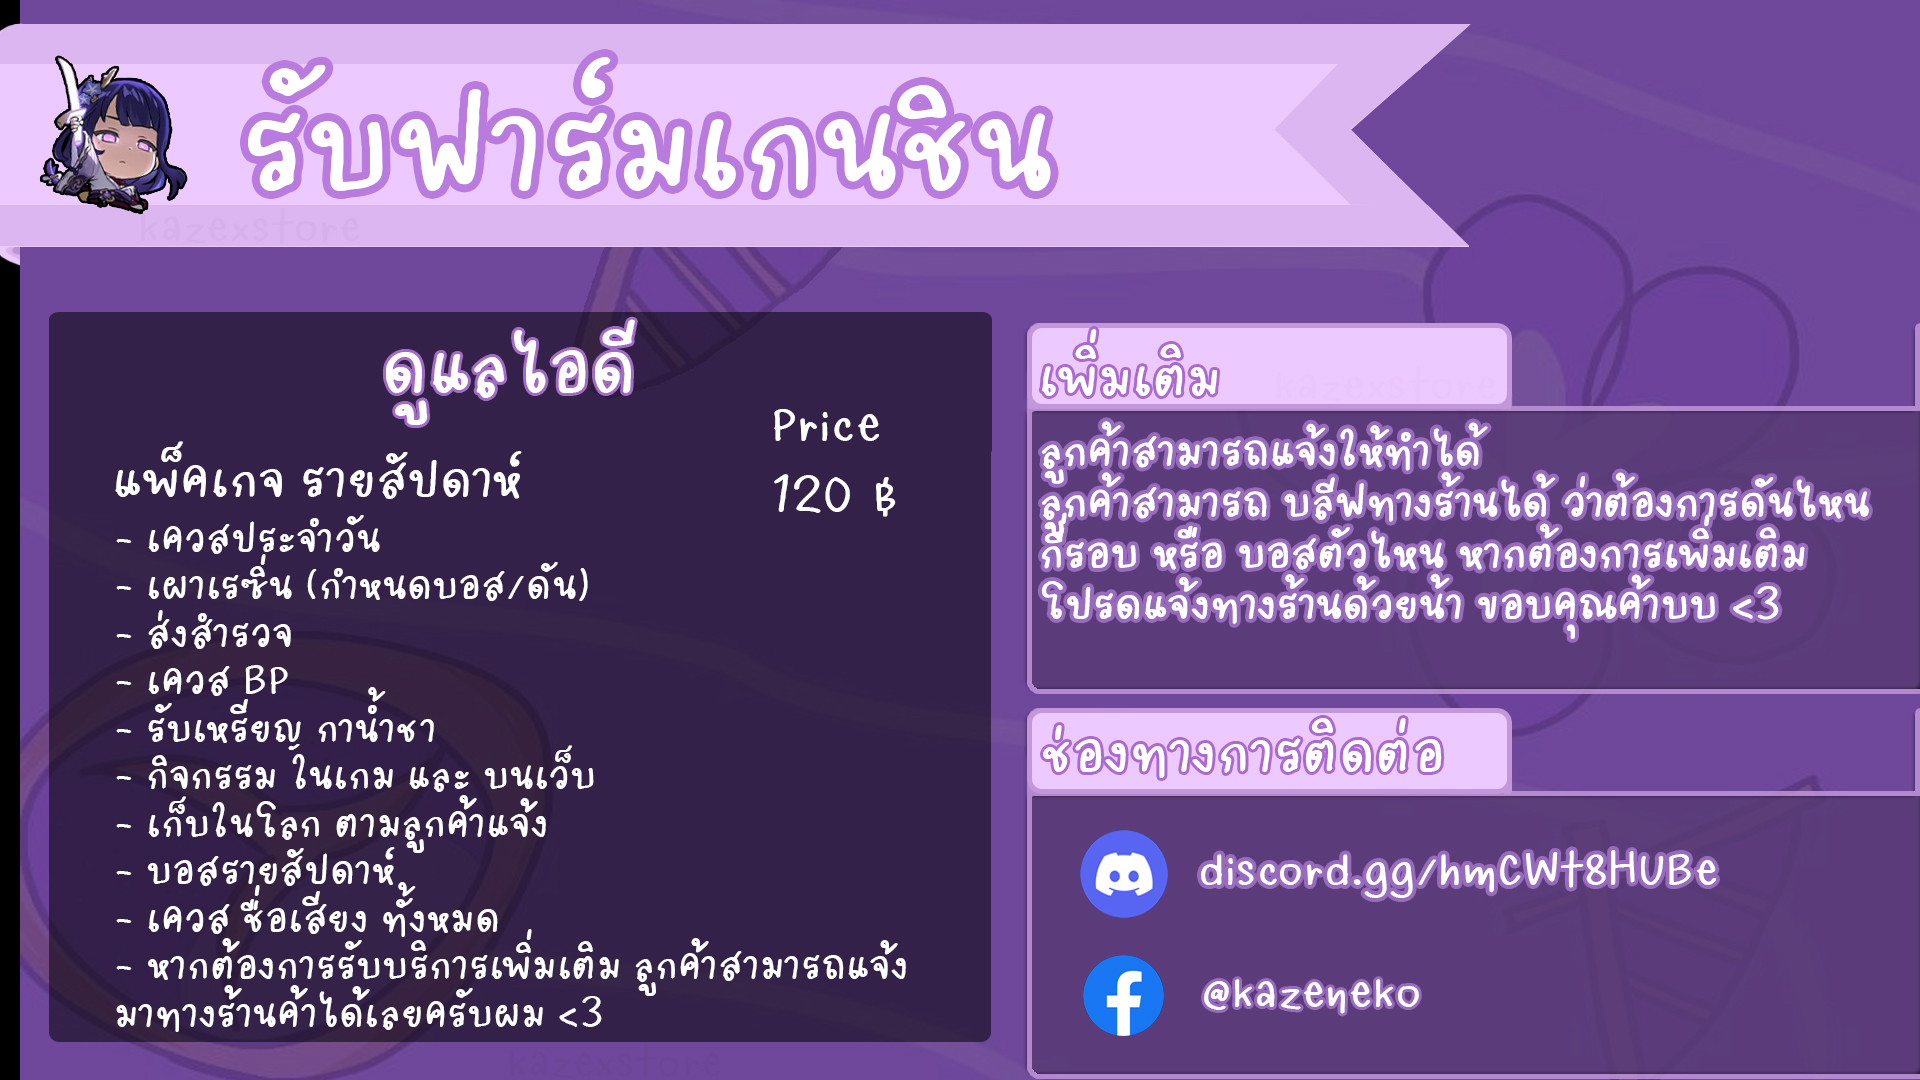 รับฟาร์มเกนชิน
kazexstore
ดูแลไอดี
Price
แพ็คเกจ รายสัปดาห์
120 ฿
- เควสประจำวัน
- เผาเรซิ่น (กำหนดบอส/ดัน)
- ส่งสำรวจ
- เควส BP
- รับเหรียญ กาน้ำชา
- กิจกรรม ในเกม และ บนเว็บ
- เก็บในโลก ตามลูกค้าแจ้ง
- บอสรายสัปดาห์
- เควส ชื่อเสียง ทั้งหมด
- หากต้องการรับบริการเพิ่มเติม ลูกค้าสามารถแจ้ง
มาทางร้านค้าได้เลยครับผม <3
kazexstore
เพิ่มเติม
kazexstore
ลูกค้าสามารถแจ้งให้ทำได้
ลูกค้าสามารถ บลีฟทางร้านได้ ว่าต้องการดันไหน
กี่รอบ หรือ บอสตัวไหน หากต้องการเพิ่มเติม
โปรดแจ้งทางร้านด้วยน้า ขอบคุณค้าบบ <3
ช่องทางการติดต่อ
discord.gg/hmCWt8HUBe
@kazeneko